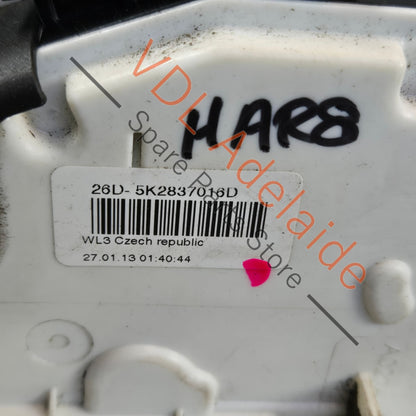 HAR8
26D- 5K2837016D
WL3 Czech republic
27.01.13 01:40:44
VDL Adelaide
Spare Parts Store